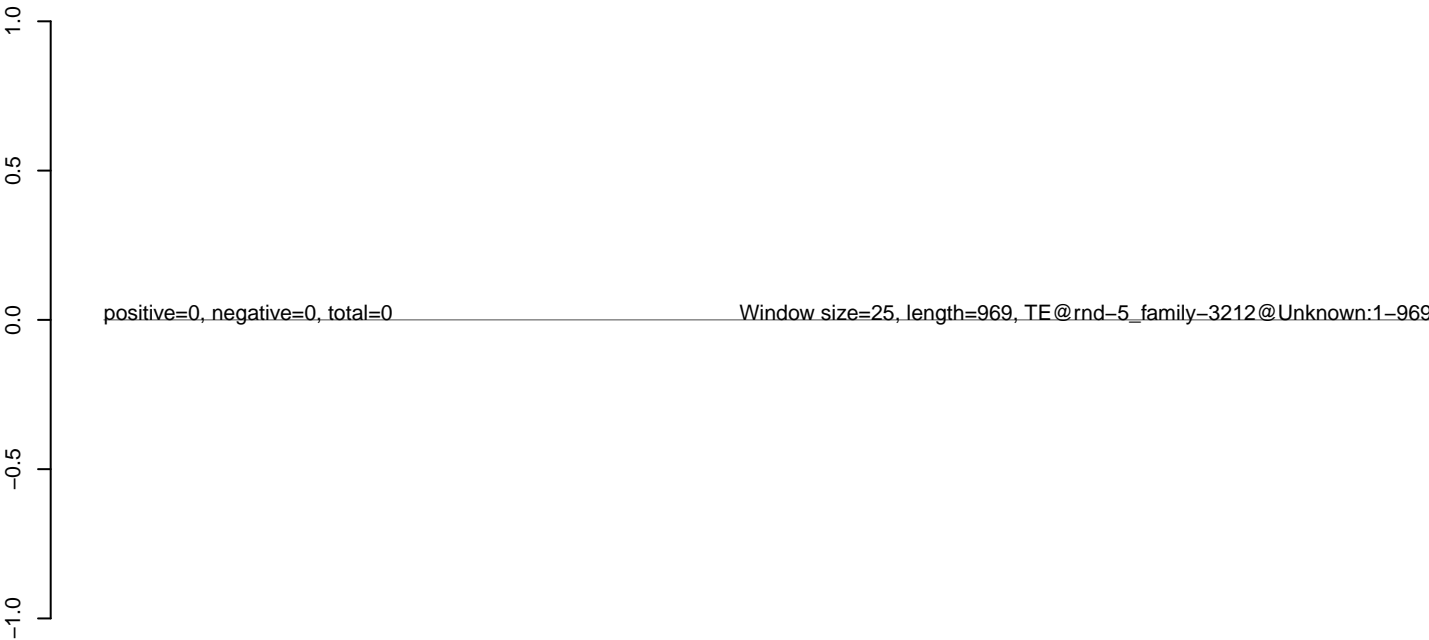 1.0
0.5
0.0
−0.5
−1.0
positive=0, negative=0, total=0
Window size=25, length=969, TE@rnd−5_family−3212@Unknown:1−969